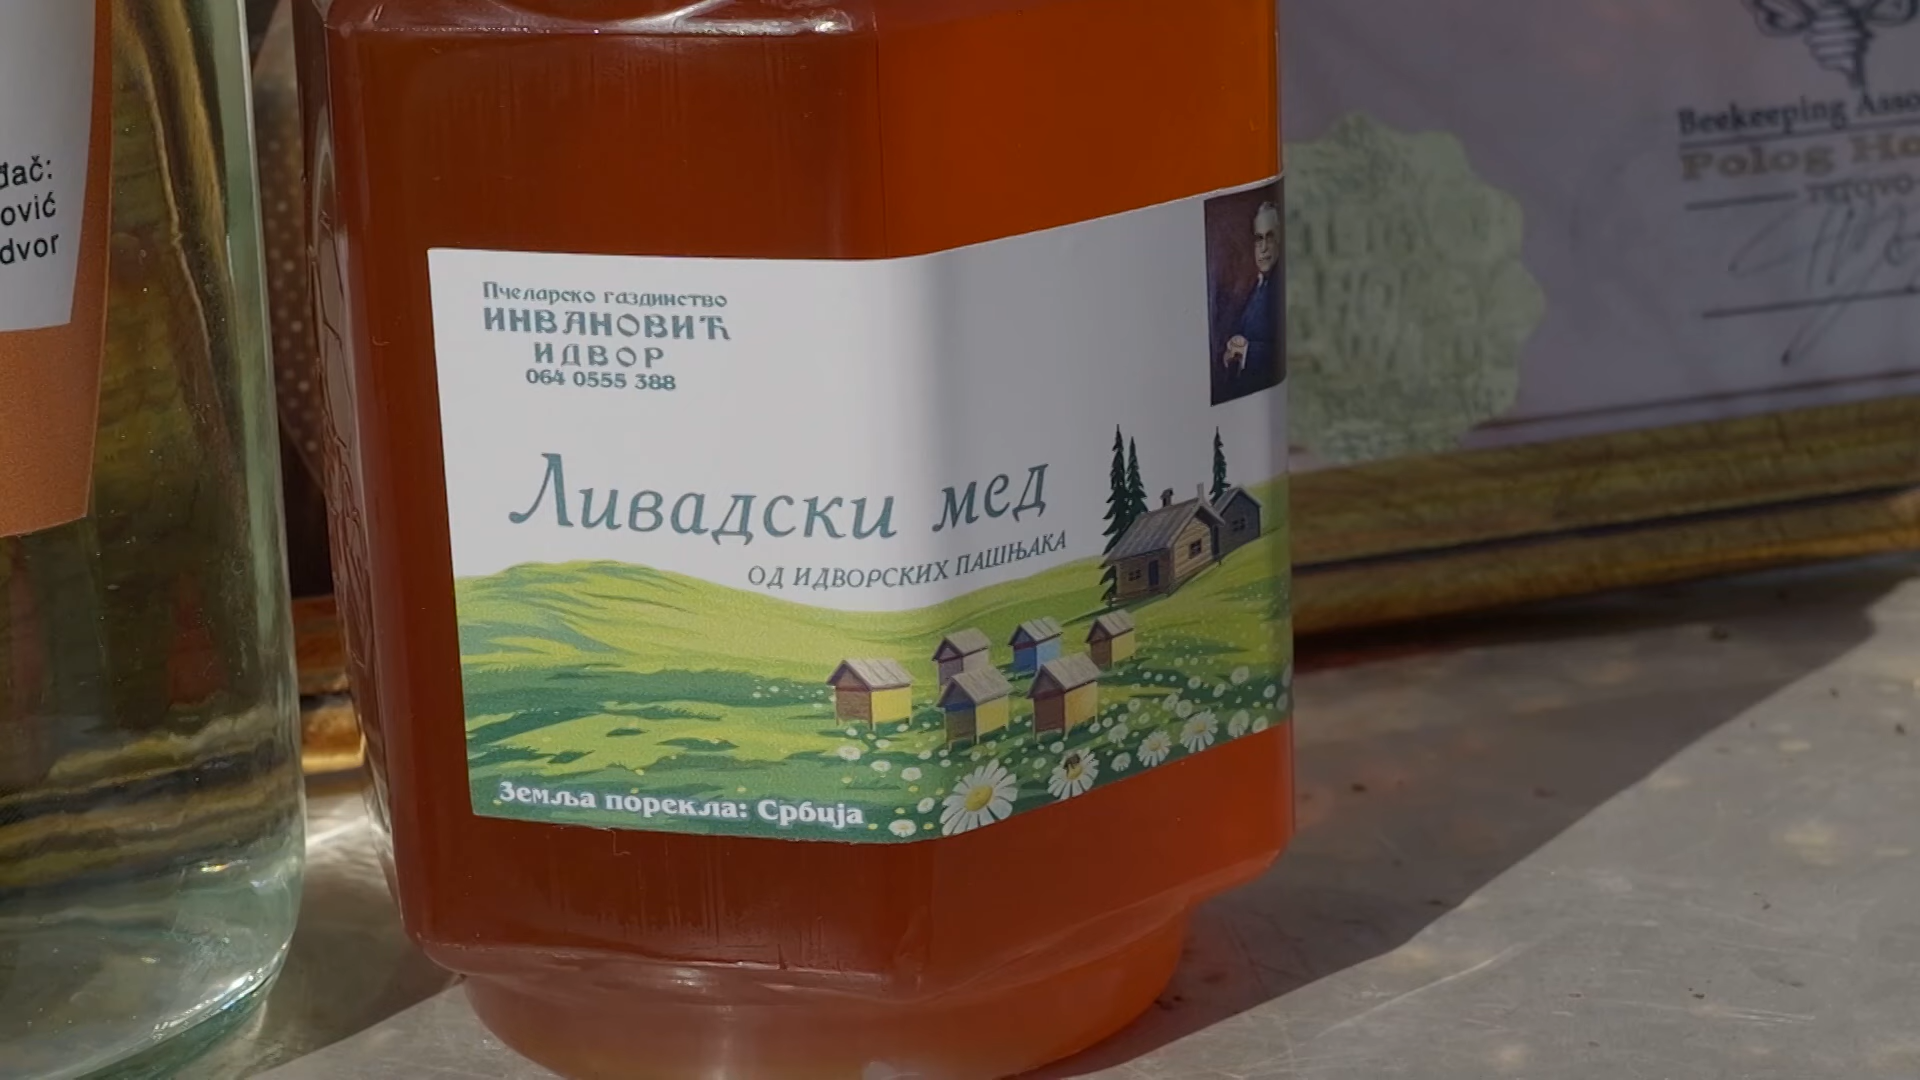 đač:
ović
dvor
Пчеларско газдинство
ИНВАНОВИЋ
ИДВОР
064 0555 388
Ливадски мед
ОД ИДВОРСКИХ ПАШЊАКА
Земља порекла: Србија
Beekeeping Asso
Polog Ho